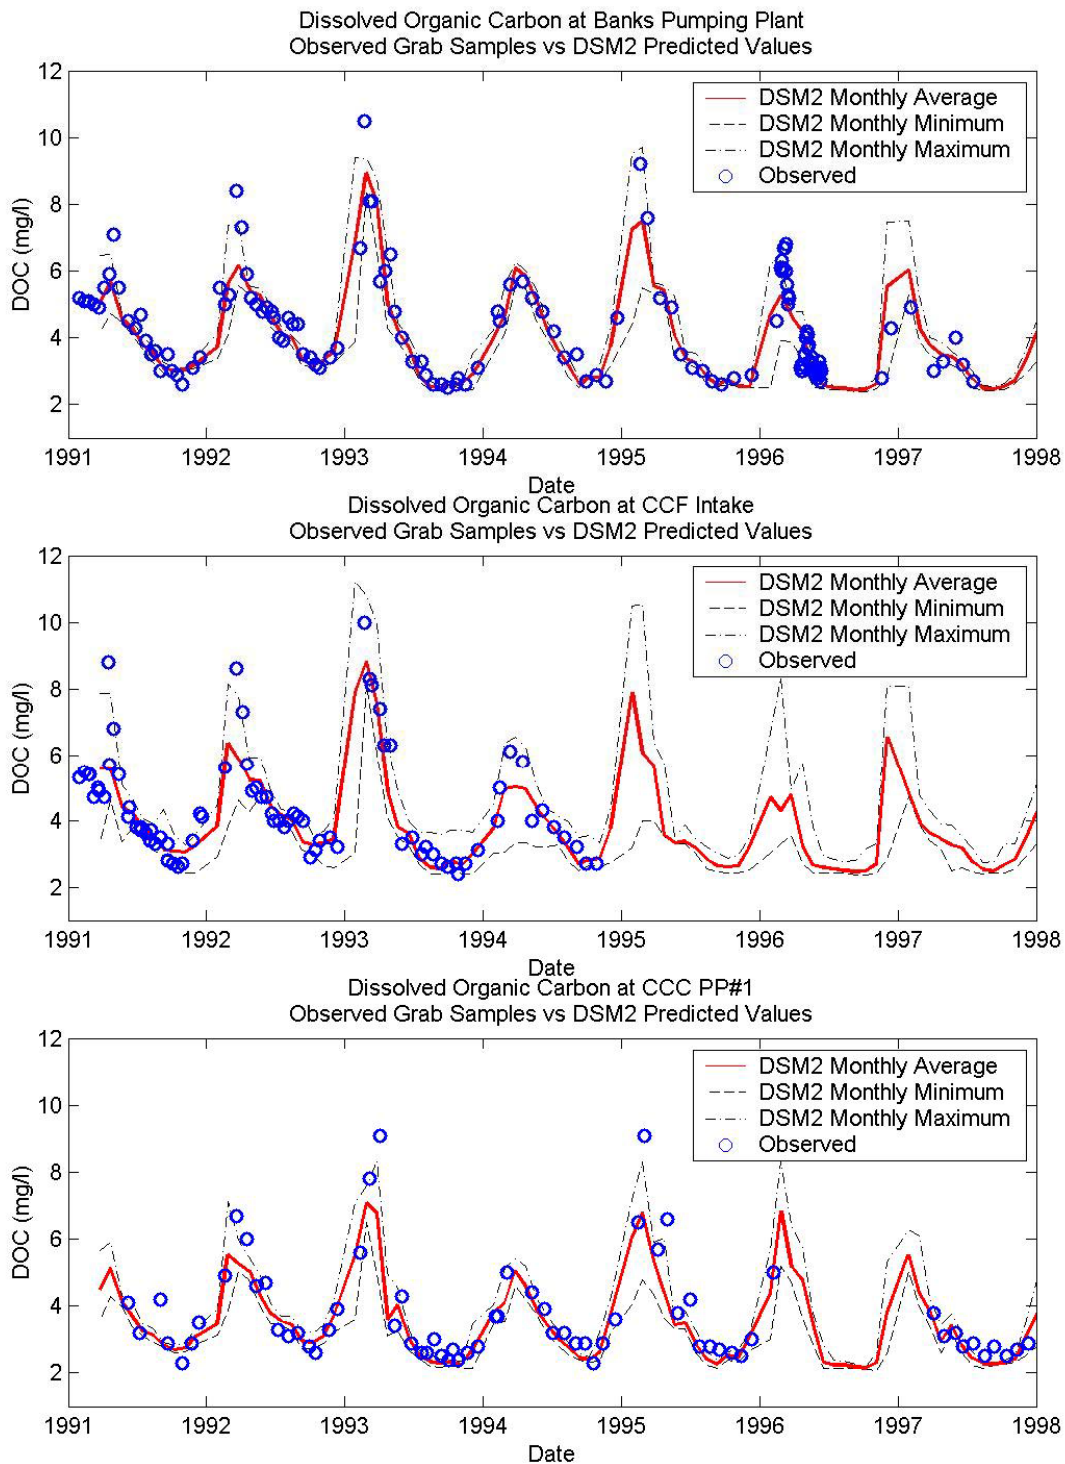 Dissolved Organic Carbon at Banks Pumping Plant
Observed Grab Samples vs DSM2 Predicted Values
12
10
8
6
4
2
DOC (mg/l)
DSM2 Monthly Average
DSM2 Monthly Minimum
DSM2 Monthly Maximum
Observed
1991 1992 1993 1994 1995 1996 1997 1998
Date
Dissolved Organic Carbon at CCF Intake
Observed Grab Samples vs DSM2 Predicted Values
12
10
8
6
4
2
DOC (mg/l)
DSM2 Monthly Average
DSM2 Monthly Minimum
DSM2 Monthly Maximum
Observed
1991 1992 1993 1994 1995 1996 1997 1998
Date
Dissolved Organic Carbon at CCC PP#1
Observed Grab Samples vs DSM2 Predicted Values
12
10
8
6
4
2
DOC (mg/l)
DSM2 Monthly Average
DSM2 Monthly Minimum
DSM2 Monthly Maximum
Observed
1991 1992 1993 1994 1995 1996 1997 1998
Date